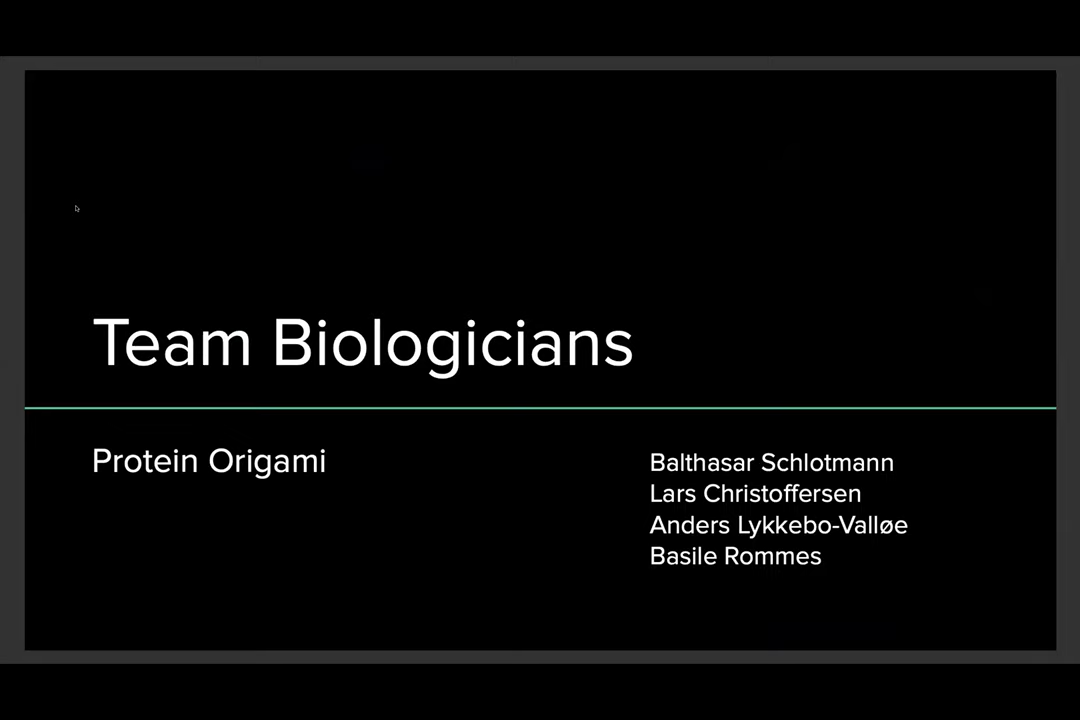 Team Biologicians
Protein Origami
Balthasar Schlotmann
Lars Christoffersen
Anders Lykkebo-Valløe
Basile Rommes